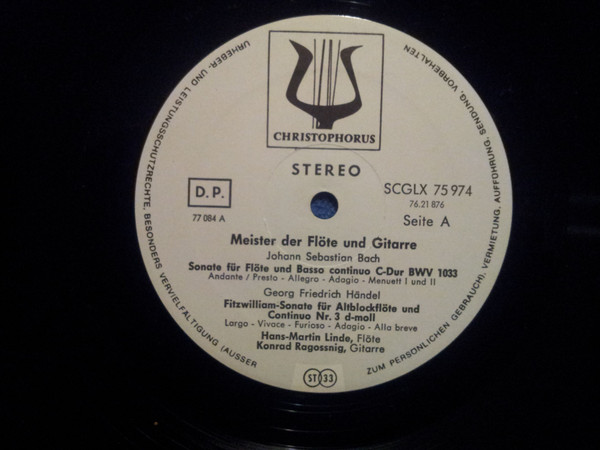 CHRISTOPHORUS
STEREO
D.P.
77 084 A
SCGLX 75 974
76.21 876
Seite A
Meister der Flöte und Gitarre
Johann Sebastian Bach
Sonate für Flöte und Basso continuo C-Dur BWV 1033
Andante / Presto - Allegro - Adagio - Menuett I und II
Georg Friedrich Händel
Fitzwilliam-Sonate für Altblockflöte und
Continuo Nr. 3 d-moll
Largo - Vivace - Furioso - Adagio - Alla breve
Hans-Martin Linde, Flöte
Konrad Ragossnig, Gitarre
ST 33
URHEBER- UND LEISTUNGSSCHUTZRECHTE, BESONDERS VERVIELFÄLTIGUNG (AUSSER ZUM PERSÖNLICHEN GEBRAUCH), VERMIETUNG, AUFFÜHRUNG, SENDUNG, VORBEHALTEN